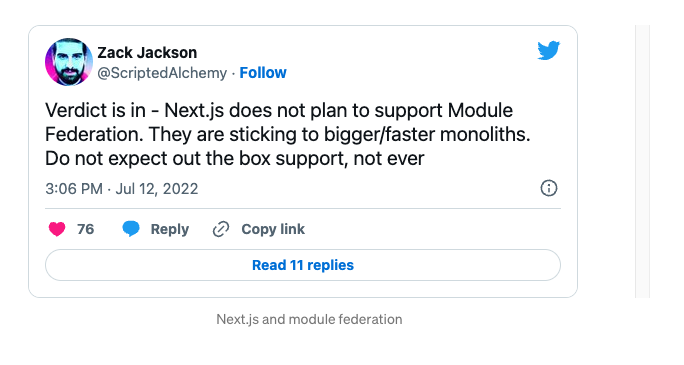 Zack Jackson
@ScriptedAlchemy · Follow
Verdict is in - Next.js does not plan to support Module
Federation. They are sticking to bigger/faster monoliths.
Do not expect out the box support, not ever
3:06 PM · Jul 12, 2022
76 Reply Copy link
Read 11 replies
Next.js and module federation